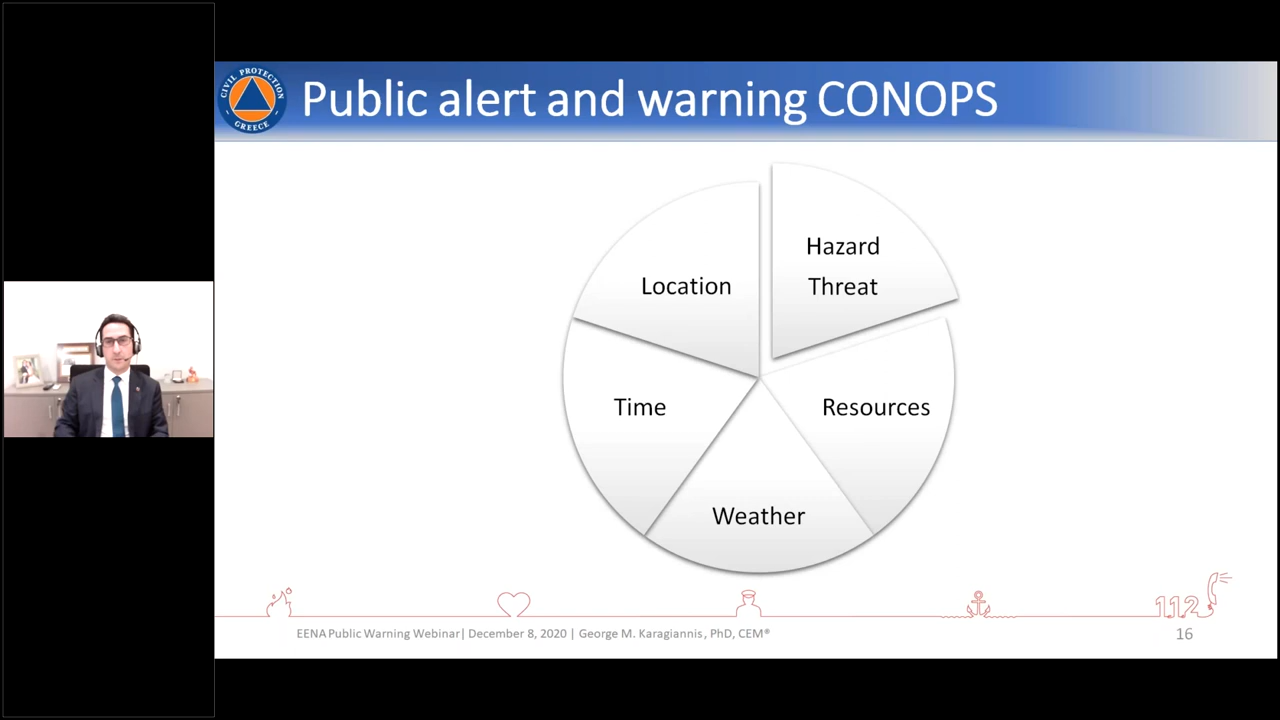 CIVIL PROTECTION
GREECE
Public alert and warning CONOPS
Hazard
Threat
Location
Time
Resources
Weather
112
EENA Public Warning Webinar| December 8, 2020 | George M. Karagiannis, PhD, CEM®
16